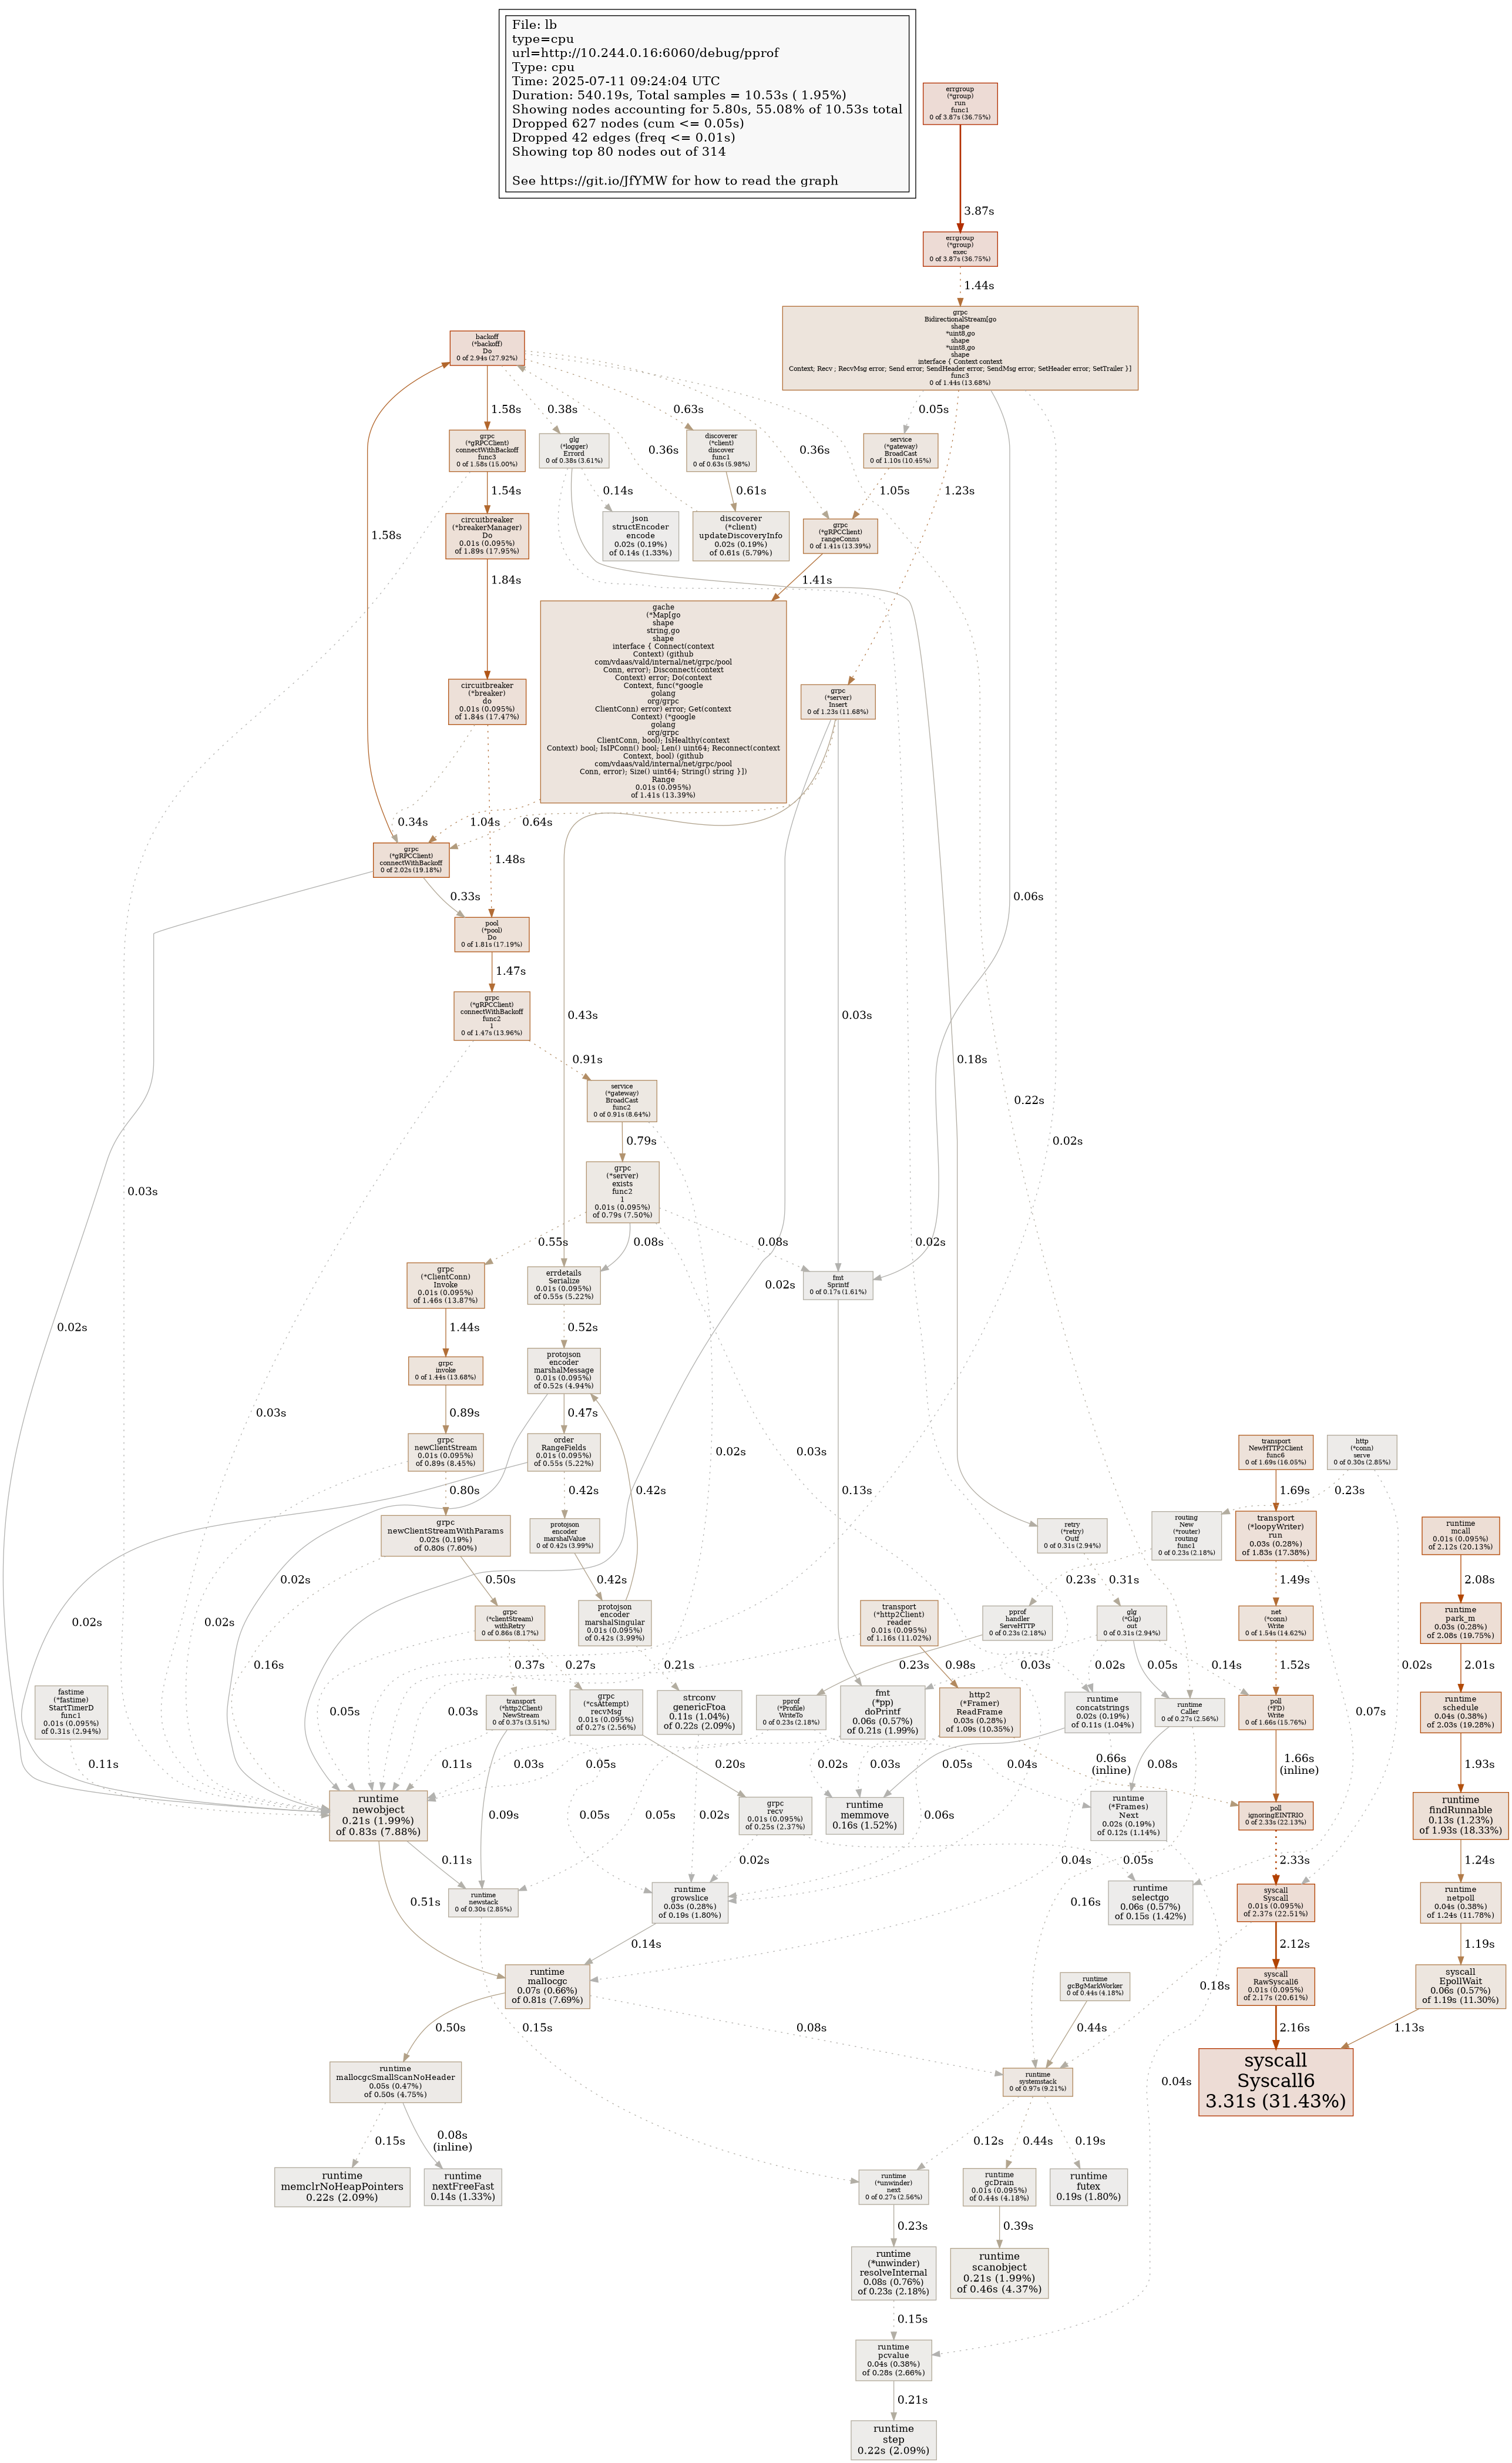 File: lb
type=cpu
url=http://10.244.0.16:6060/debug/pprof
Type: cpu
Time: 2025-07-11 09:24:04 UTC
Duration: 540.19s, Total samples = 10.53s ( 1.95%)
Showing nodes accounting for 5.80s, 55.08% of 10.53s total
Dropped 627 nodes (cum <= 0.05s)
Dropped 42 edges (freq <= 0.01s)
Showing top 80 nodes out of 314
See https://git.io/JfYMW for how to read the graph
errgroup
(*group)
run
func1
0 of 3.87s (36.75%)
3.87s
errgroup
(*group)
exec
0 of 3.87s (36.75%)
1.44s
grpc
BidirectionalStream[go
shape
*uint8,go
shape
*uint8,go
shape
interface { Context context
Context; Recv ; RecvMsg error; Send error; SendHeader error; SendMsg error; SetHeader error; SetTrailer }]
func3
0 of 1.44s (13.68%)
backoff
(*backoff)
Do
0 of 2.94s (27.92%)
1.58s
0.38s
0.63s
0.36s
0.36s
0.05s
1.23s
grpc
(*gRPCClient)
connectWithBackoff
func3
0 of 1.58s (15.00%)
glg
(*logger)
Errord
0 of 0.38s (3.61%)
discoverer
(*client)
discover
func1
0 of 0.63s (5.98%)
service
(*gateway)
BroadCast
0 of 1.10s (10.45%)
1.54s
0.14s
0.61s
1.05s
1.58s
circuitbreaker
(*breakerManager)
Do
0.01s (0.095%)
of 1.89s (17.95%)
json
structEncoder
encode
0.02s (0.19%)
of 0.14s (1.33%)
discoverer
(*client)
updateDiscoveryInfo
0.02s (0.19%)
of 0.61s (5.79%)
grpc
(*gRPCClient)
rangeConns
0 of 1.41s (13.39%)
1.84s
1.41s
gache
(*Map[go
shape
string,go
shape
interface { Connect(context
Context) (github
com/vdaas/vald/internal/net/grpc/pool
Conn, error); Disconnect(context
Context) error; Do(context
Context, func(*google
golang
org/grpc
ClientConn) error) error; Get(context
Context) (*google
golang
org/grpc
ClientConn, bool); IsHealthy(context
Context) bool; IsIPConn() bool; Len() uint64; Reconnect(context
Context, bool) (github
com/vdaas/vald/internal/net/grpc/pool
Conn, error); Size() uint64; String() string }])
Range
0.01s (0.095%)
of 1.41s (13.39%)
circuitbreaker
(*breaker)
do
0.01s (0.095%)
of 1.84s (17.47%)
grpc
(*server)
Insert
0 of 1.23s (11.68%)
0.34s
1.04s
0.64s
1.48s
grpc
(*gRPCClient)
connectWithBackoff
0 of 2.02s (19.18%)
0.33s
0.06s
pool
(*pool)
Do
0 of 1.81s (17.19%)
1.47s
grpc
(*gRPCClient)
connectWithBackoff
func2
1
0 of 1.47s (13.96%)
0.43s
0.03s
0.91s
0.18s
0.22s
0.02s
service
(*gateway)
BroadCast
func2
0 of 0.91s (8.64%)
0.79s
0.03s
grpc
(*server)
exists
func2
1
0.01s (0.095%)
of 0.79s (7.50%)
0.55s
0.08s
0.08s
0.02s
0.02s
grpc
(*ClientConn)
Invoke
0.01s (0.095%)
of 1.46s (13.87%)
errdetails
Serialize
0.01s (0.095%)
of 0.55s (5.22%)
fmt
Sprintf
0 of 0.17s (1.61%)
0.02s
1.44s
0.52s
grpc
invoke
0 of 1.44s (13.68%)
protojson
encoder
marshalMessage
0.01s (0.095%)
of 0.52s (4.94%)
0.03s
0.89s
0.47s
0.02s
0.03s
grpc
newClientStream
0.01s (0.095%)
of 0.89s (8.45%)
order
RangeFields
0.01s (0.095%)
of 0.55s (5.22%)
transport
NewHTTP2Client
func6
0 of 1.69s (16.05%)
http
(*conn)
serve
0 of 0.30s (2.85%)
0.80s
0.42s
0.42s
0.13s
1.69s
0.23s
grpc
newClientStreamWithParams
0.02s (0.19%)
of 0.80s (7.60%)
protojson
encoder
marshalValue
0 of 0.42s (3.99%)
retry
(*retry)
Outf
0 of 0.31s (2.94%)
routing
New
(*router)
routing
func1
0 of 0.23s (2.18%)
transport
(*loopyWriter)
run
0.03s (0.28%)
of 1.83s (17.38%)
runtime
mcall
0.01s (0.095%)
of 2.12s (20.13%)
0.50s
0.42s
0.23s
0.31s
1.49s
2.08s
0.02s
0.02s
0.02s
grpc
(*clientStream)
withRetry
0 of 0.86s (8.17%)
protojson
encoder
marshalSingular
0.01s (0.095%)
of 0.42s (3.99%)
transport
(*http2Client)
reader
0.01s (0.095%)
of 1.16s (11.02%)
pprof
handler
ServeHTTP
0 of 0.23s (2.18%)
glg
(*Glg)
out
0 of 0.31s (2.94%)
net
(*conn)
Write
0 of 1.54s (14.62%)
runtime
park_m
0.03s (0.28%)
of 2.08s (19.75%)
0.16s
0.37s
0.27s
0.21s
0.23s
0.98s
0.03s
0.02s
0.05s
0.14s
1.52s
0.02s
0.07s
2.01s
fastime
(*fastime)
StartTimerD
func1
0.01s (0.095%)
of 0.31s (2.94%)
0.05s
0.03s
transport
(*http2Client)
NewStream
0 of 0.37s (3.51%)
grpc
(*csAttempt)
recvMsg
0.01s (0.095%)
of 0.27s (2.56%)
strconv
genericFtoa
0.11s (1.04%)
of 0.22s (2.09%)
pprof
(*Profile)
WriteTo
0 of 0.23s (2.18%)
fmt
(*pp)
doPrintf
0.06s (0.57%)
of 0.21s (1.99%)
http2
(*Framer)
ReadFrame
0.03s (0.28%)
of 1.09s (10.35%)
runtime
concatstrings
0.02s (0.19%)
of 0.11s (1.04%)
runtime
Caller
0 of 0.27s (2.56%)
poll
(*FD)
Write
0 of 1.66s (15.76%)
runtime
schedule
0.04s (0.38%)
of 2.03s (19.28%)
0.11s
0.11s
0.03s
0.05s
0.20s
0.02s
0.03s
0.05s
0.04s
0.66s
(inline)
0.08s
1.66s
(inline)
1.93s
runtime
newobject
0.21s (1.99%)
of 0.83s (7.88%)
0.09s
0.05s
0.05s
0.02s
grpc
recv
0.01s (0.095%)
of 0.25s (2.37%)
runtime
memmove
0.16s (1.52%)
0.06s
runtime
(*Frames)
Next
0.02s (0.19%)
of 0.12s (1.14%)
poll
ignoringEINTRIO
0 of 2.33s (22.13%)
runtime
findRunnable
0.13s (1.23%)
of 1.93s (18.33%)
0.11s
0.51s
0.02s
0.04s
0.05s
2.33s
1.24s
runtime
newstack
0 of 0.30s (2.85%)
runtime
growslice
0.03s (0.28%)
of 0.19s (1.80%)
runtime
selectgo
0.06s (0.57%)
of 0.15s (1.42%)
0.16s
syscall
Syscall
0.01s (0.095%)
of 2.37s (22.51%)
runtime
netpoll
0.04s (0.38%)
of 1.24s (11.78%)
0.14s
2.12s
1.19s
runtime
mallocgc
0.07s (0.66%)
of 0.81s (7.69%)
runtime
gcBgMarkWorker
0 of 0.44s (4.18%)
0.18s
syscall
RawSyscall6
0.01s (0.095%)
of 2.17s (20.61%)
syscall
EpollWait
0.06s (0.57%)
of 1.19s (11.30%)
0.50s
0.15s
0.08s
0.44s
2.16s
1.13s
runtime
mallocgcSmallScanNoHeader
0.05s (0.47%)
of 0.50s (4.75%)
runtime
systemstack
0 of 0.97s (9.21%)
0.04s
syscall
Syscall6
3.31s (31.43%)
0.15s
0.08s
(inline)
0.12s
0.44s
0.19s
runtime
memclrNoHeapPointers
0.22s (2.09%)
runtime
nextFreeFast
0.14s (1.33%)
runtime
(*unwinder)
next
0 of 0.27s (2.56%)
runtime
gcDrain
0.01s (0.095%)
of 0.44s (4.18%)
runtime
futex
0.19s (1.80%)
0.23s
0.39s
runtime
(*unwinder)
resolveInternal
0.08s (0.76%)
of 0.23s (2.18%)
runtime
scanobject
0.21s (1.99%)
of 0.46s (4.37%)
0.15s
runtime
pcvalue
0.04s (0.38%)
of 0.28s (2.66%)
0.21s
runtime
step
0.22s (2.09%)